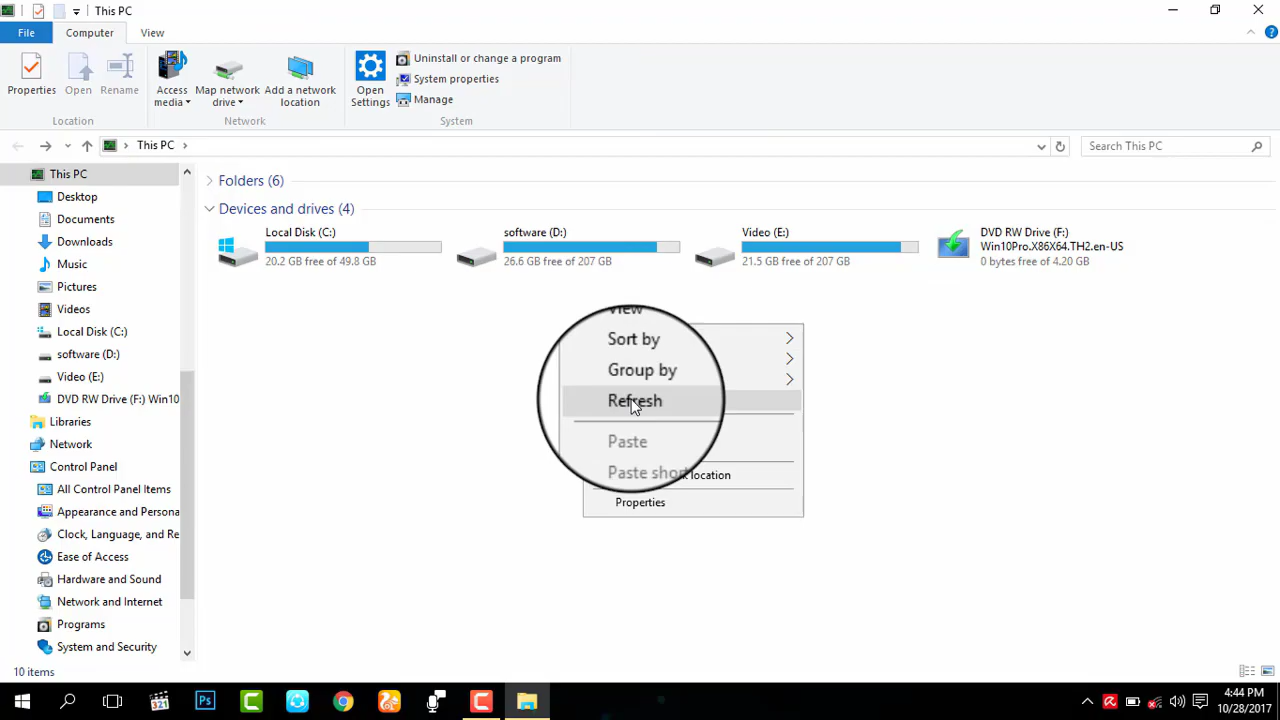 This PC
File Computer View
Properties Open Rename Access media Map network drive Add a network location Open Settings Uninstall or change a program
System properties
Manage
Location Network System
This PC Search This PC
This PC
Desktop
Documents
Downloads
Music
Pictures
Videos
Local Disk (C:)
software (D:)
Video (E:)
DVD RW Drive (F:) Win10
Libraries
Network
Control Panel
All Control Panel Items
Appearance and Persona
Clock, Language, and Re
Ease of Access
Hardware and Sound
Network and Internet
Programs
System and Security
Folders (6)
Devices and drives (4)
Local Disk (C:)
20.2 GB free of 49.8 GB
software (D:)
26.6 GB free of 207 GB
Video (E:)
21.5 GB free of 207 GB
DVD RW Drive (F:)
Win10Pro.X86X64.TH2.en-US
0 bytes free of 4.20 GB
View
Sort by
Group by
Refresh
Paste
Paste shor
location
Properties
10 items
321 Ps
4:44 PM
10/28/2017